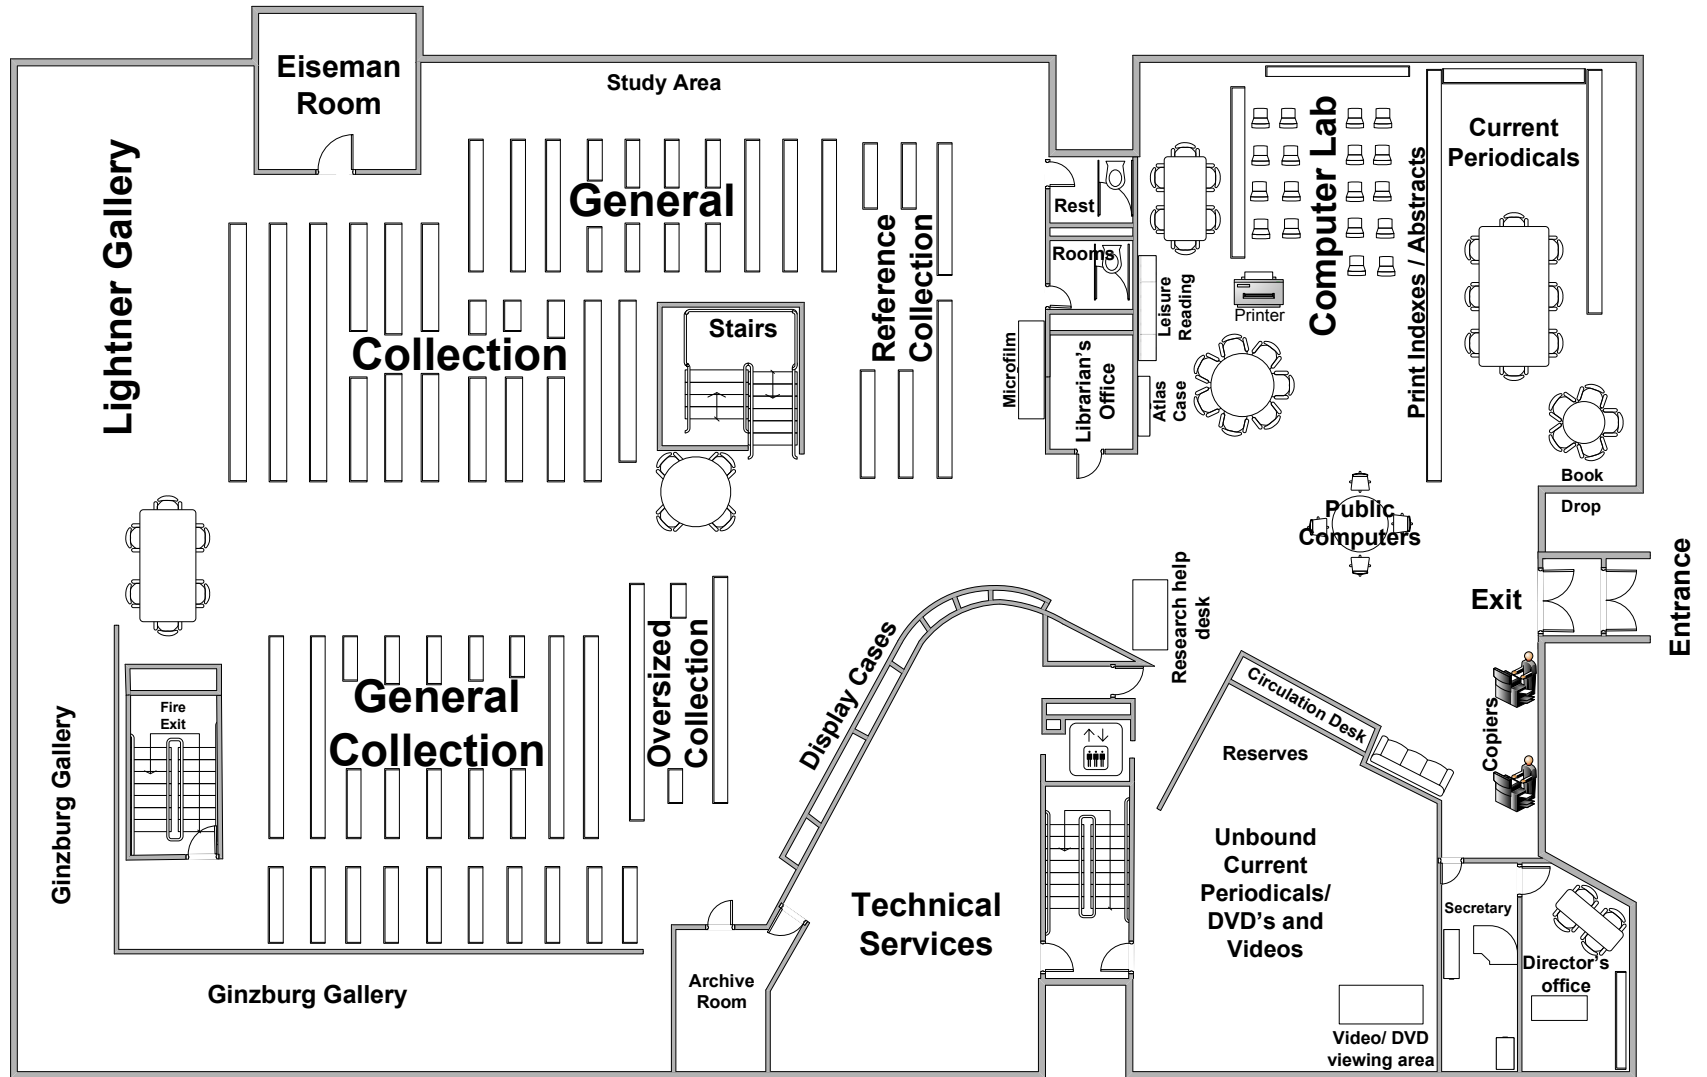 Eiseman
Room
Study Area
Lightner Gallery
General
Collection
Stairs
Reference
Collection
Rest
Rooms
Microfilm
Librarian's
Office
Leisure
Reading
Atlas
Case
Printer
Computer Lab
Print Indexes / Abstracts
Current
Periodicals
Book
Drop
Public
Computers
Exit
Entrance
Research help
desk
Circulation Desk
Reserves
Copiers
Display Cases
Oversized
Collection
General
Collection
Fire
Exit
Ginzburg Gallery
Ginzburg Gallery
Archive
Room
Technical
Services
Unbound
Current
Periodicals/
DVD's and
Videos
Video/ DVD
viewing area
Secretary
Director's
office